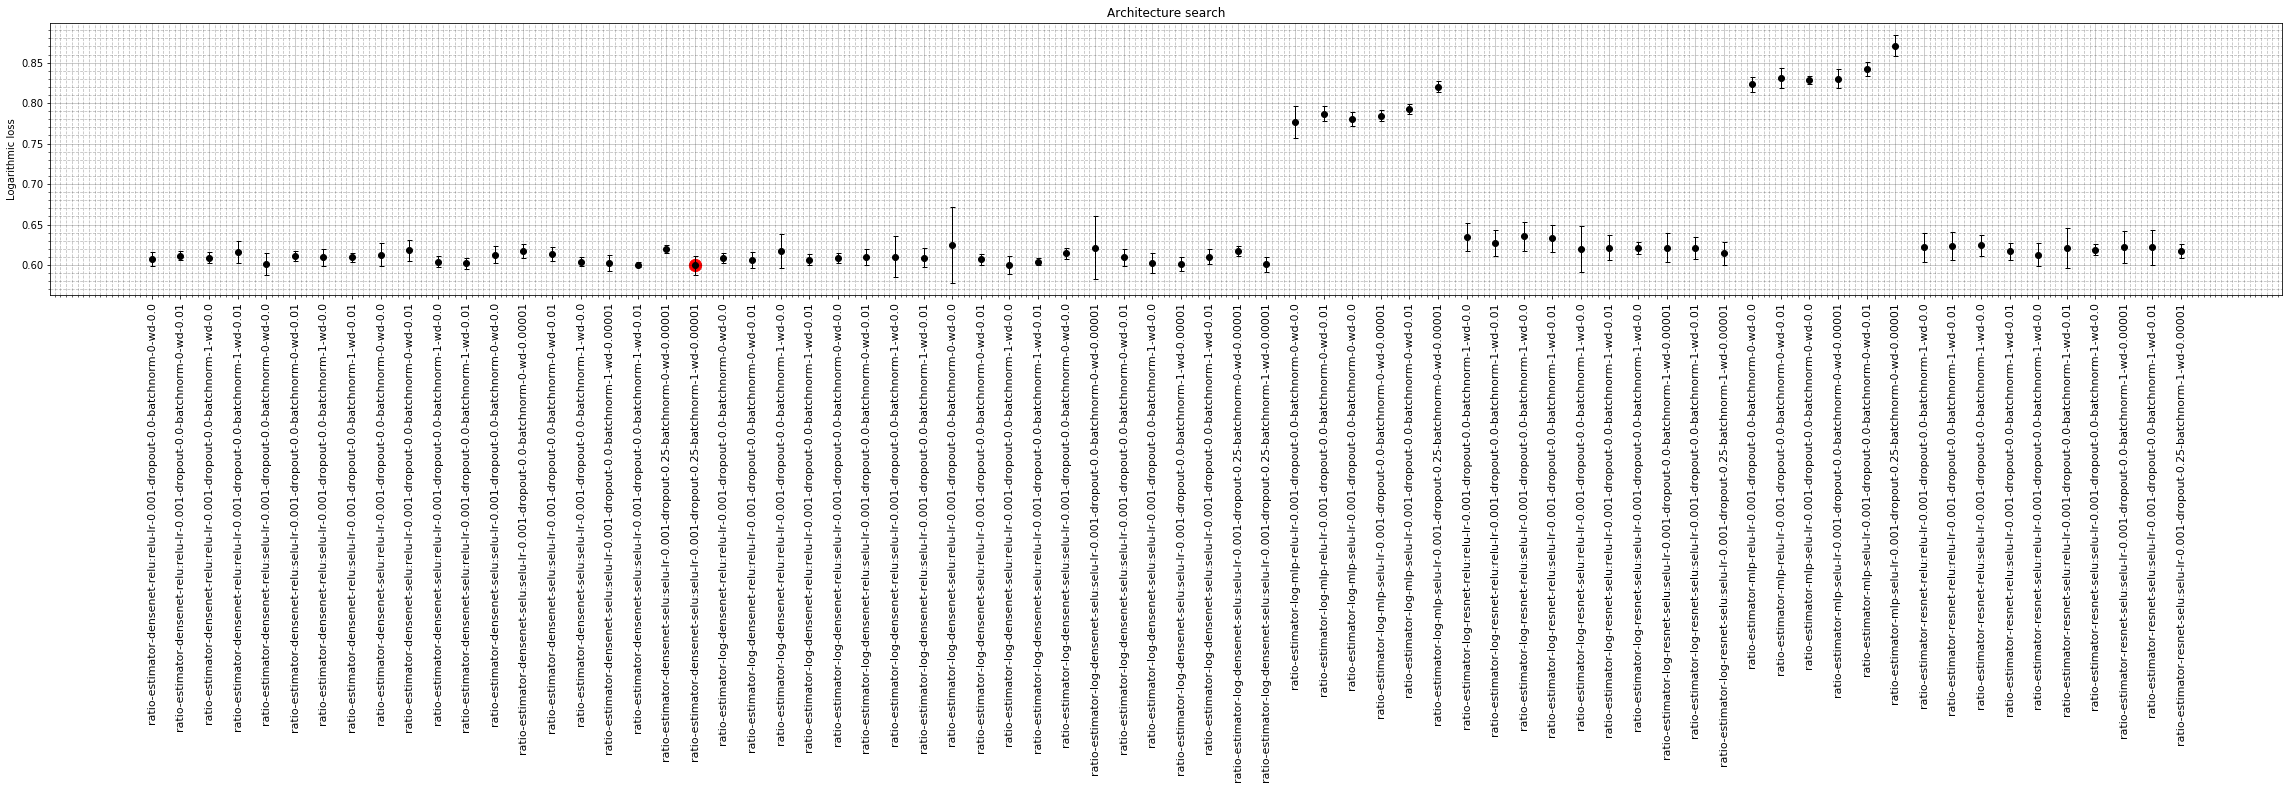 Architecture search
Logarithmic loss
0.85
0.80
0.75
0.70
0.65
0.60
ratio-estimator-densenet-relu:relu-lr-0.001-dropout-0.0-batchnorm-0-wd-0.0
ratio-estimator-densenet-relu:relu-lr-0.001-dropout-0.0-batchnorm-0-wd-0.01
ratio-estimator-densenet-relu:relu-lr-0.001-dropout-0.0-batchnorm-1-wd-0.0
ratio-estimator-densenet-relu:relu-lr-0.001-dropout-0.0-batchnorm-1-wd-0.01
ratio-estimator-densenet-relu:selu-lr-0.001-dropout-0.0-batchnorm-0-wd-0.0
ratio-estimator-densenet-relu:selu-lr-0.001-dropout-0.0-batchnorm-0-wd-0.01
ratio-estimator-densenet-relu:selu-lr-0.001-dropout-0.0-batchnorm-1-wd-0.0
ratio-estimator-densenet-relu:selu-lr-0.001-dropout-0.0-batchnorm-1-wd-0.01
ratio-estimator-densenet-selu:relu-lr-0.001-dropout-0.0-batchnorm-0-wd-0.0
ratio-estimator-densenet-selu:relu-lr-0.001-dropout-0.0-batchnorm-0-wd-0.01
ratio-estimator-densenet-selu:relu-lr-0.001-dropout-0.0-batchnorm-1-wd-0.0
ratio-estimator-densenet-selu:relu-lr-0.001-dropout-0.0-batchnorm-1-wd-0.01
ratio-estimator-densenet-selu:selu-lr-0.001-dropout-0.0-batchnorm-0-wd-0.0
ratio-estimator-densenet-selu:selu-lr-0.001-dropout-0.0-batchnorm-0-wd-0.00001
ratio-estimator-densenet-selu:selu-lr-0.001-dropout-0.0-batchnorm-0-wd-0.01
ratio-estimator-densenet-selu:selu-lr-0.001-dropout-0.0-batchnorm-1-wd-0.0
ratio-estimator-densenet-selu:selu-lr-0.001-dropout-0.0-batchnorm-1-wd-0.00001
ratio-estimator-densenet-selu:selu-lr-0.001-dropout-0.0-batchnorm-1-wd-0.01
ratio-estimator-densenet-selu:selu-lr-0.001-dropout-0.25-batchnorm-0-wd-0.00001
ratio-estimator-densenet-selu:selu-lr-0.001-dropout-0.25-batchnorm-1-wd-0.00001
ratio-estimator-log-densenet-relu:relu-lr-0.001-dropout-0.0-batchnorm-0-wd-0.0
ratio-estimator-log-densenet-relu:relu-lr-0.001-dropout-0.0-batchnorm-0-wd-0.01
ratio-estimator-log-densenet-relu:relu-lr-0.001-dropout-0.0-batchnorm-1-wd-0.0
ratio-estimator-log-densenet-relu:relu-lr-0.001-dropout-0.0-batchnorm-1-wd-0.01
ratio-estimator-log-densenet-relu:selu-lr-0.001-dropout-0.0-batchnorm-0-wd-0.0
ratio-estimator-log-densenet-relu:selu-lr-0.001-dropout-0.0-batchnorm-0-wd-0.01
ratio-estimator-log-densenet-relu:selu-lr-0.001-dropout-0.0-batchnorm-1-wd-0.0
ratio-estimator-log-densenet-relu:selu-lr-0.001-dropout-0.0-batchnorm-1-wd-0.01
ratio-estimator-log-densenet-selu:relu-lr-0.001-dropout-0.0-batchnorm-0-wd-0.0
ratio-estimator-log-densenet-selu:relu-lr-0.001-dropout-0.0-batchnorm-0-wd-0.01
ratio-estimator-log-densenet-selu:relu-lr-0.001-dropout-0.0-batchnorm-1-wd-0.0
ratio-estimator-log-densenet-selu:relu-lr-0.001-dropout-0.0-batchnorm-1-wd-0.01
ratio-estimator-log-densenet-selu:selu-lr-0.001-dropout-0.0-batchnorm-0-wd-0.0
ratio-estimator-log-densenet-selu:selu-lr-0.001-dropout-0.0-batchnorm-0-wd-0.00001
ratio-estimator-log-densenet-selu:selu-lr-0.001-dropout-0.0-batchnorm-0-wd-0.01
ratio-estimator-log-densenet-selu:selu-lr-0.001-dropout-0.0-batchnorm-1-wd-0.0
ratio-estimator-log-densenet-selu:selu-lr-0.001-dropout-0.0-batchnorm-1-wd-0.00001
ratio-estimator-log-densenet-selu:selu-lr-0.001-dropout-0.0-batchnorm-1-wd-0.01
ratio-estimator-log-densenet-selu:selu-lr-0.001-dropout-0.25-batchnorm-0-wd-0.00001
ratio-estimator-log-densenet-selu:selu-lr-0.001-dropout-0.25-batchnorm-1-wd-0.00001
ratio-estimator-log-mlp-relu-lr-0.001-dropout-0.0-batchnorm-0-wd-0.0
ratio-estimator-log-mlp-relu-lr-0.001-dropout-0.0-batchnorm-0-wd-0.01
ratio-estimator-log-mlp-selu-lr-0.001-dropout-0.0-batchnorm-0-wd-0.0
ratio-estimator-log-mlp-selu-lr-0.001-dropout-0.0-batchnorm-0-wd-0.00001
ratio-estimator-log-mlp-selu-lr-0.001-dropout-0.0-batchnorm-0-wd-0.01
ratio-estimator-log-mlp-selu-lr-0.001-dropout-0.25-batchnorm-0-wd-0.00001
ratio-estimator-log-resnet-relu:relu-lr-0.001-dropout-0.0-batchnorm-1-wd-0.0
ratio-estimator-log-resnet-relu:relu-lr-0.001-dropout-0.0-batchnorm-1-wd-0.01
ratio-estimator-log-resnet-relu:selu-lr-0.001-dropout-0.0-batchnorm-1-wd-0.0
ratio-estimator-log-resnet-relu:selu-lr-0.001-dropout-0.0-batchnorm-1-wd-0.01
ratio-estimator-log-resnet-selu:relu-lr-0.001-dropout-0.0-batchnorm-1-wd-0.0
ratio-estimator-log-resnet-selu:relu-lr-0.001-dropout-0.0-batchnorm-1-wd-0.01
ratio-estimator-log-resnet-selu:selu-lr-0.001-dropout-0.0-batchnorm-1-wd-0.0
ratio-estimator-log-resnet-selu:selu-lr-0.001-dropout-0.0-batchnorm-1-wd-0.00001
ratio-estimator-log-resnet-selu:selu-lr-0.001-dropout-0.0-batchnorm-1-wd-0.01
ratio-estimator-log-resnet-selu:selu-lr-0.001-dropout-0.25-batchnorm-1-wd-0.00001
ratio-estimator-mlp-relu-lr-0.001-dropout-0.0-batchnorm-0-wd-0.0
ratio-estimator-mlp-relu-lr-0.001-dropout-0.0-batchnorm-0-wd-0.01
ratio-estimator-mlp-selu-lr-0.001-dropout-0.0-batchnorm-0-wd-0.0
ratio-estimator-mlp-selu-lr-0.001-dropout-0.0-batchnorm-0-wd-0.00001
ratio-estimator-mlp-selu-lr-0.001-dropout-0.0-batchnorm-0-wd-0.01
ratio-estimator-mlp-selu-lr-0.001-dropout-0.25-batchnorm-0-wd-0.00001
ratio-estimator-resnet-relu:relu-lr-0.001-dropout-0.0-batchnorm-1-wd-0.0
ratio-estimator-resnet-relu:relu-lr-0.001-dropout-0.0-batchnorm-1-wd-0.01
ratio-estimator-resnet-relu:selu-lr-0.001-dropout-0.0-batchnorm-1-wd-0.0
ratio-estimator-resnet-relu:selu-lr-0.001-dropout-0.0-batchnorm-1-wd-0.01
ratio-estimator-resnet-selu:relu-lr-0.001-dropout-0.0-batchnorm-1-wd-0.0
ratio-estimator-resnet-selu:relu-lr-0.001-dropout-0.0-batchnorm-1-wd-0.01
ratio-estimator-resnet-selu:selu-lr-0.001-dropout-0.0-batchnorm-1-wd-0.0
ratio-estimator-resnet-selu:selu-lr-0.001-dropout-0.0-batchnorm-1-wd-0.00001
ratio-estimator-resnet-selu:selu-lr-0.001-dropout-0.0-batchnorm-1-wd-0.01
ratio-estimator-resnet-selu:selu-lr-0.001-dropout-0.25-batchnorm-1-wd-0.00001